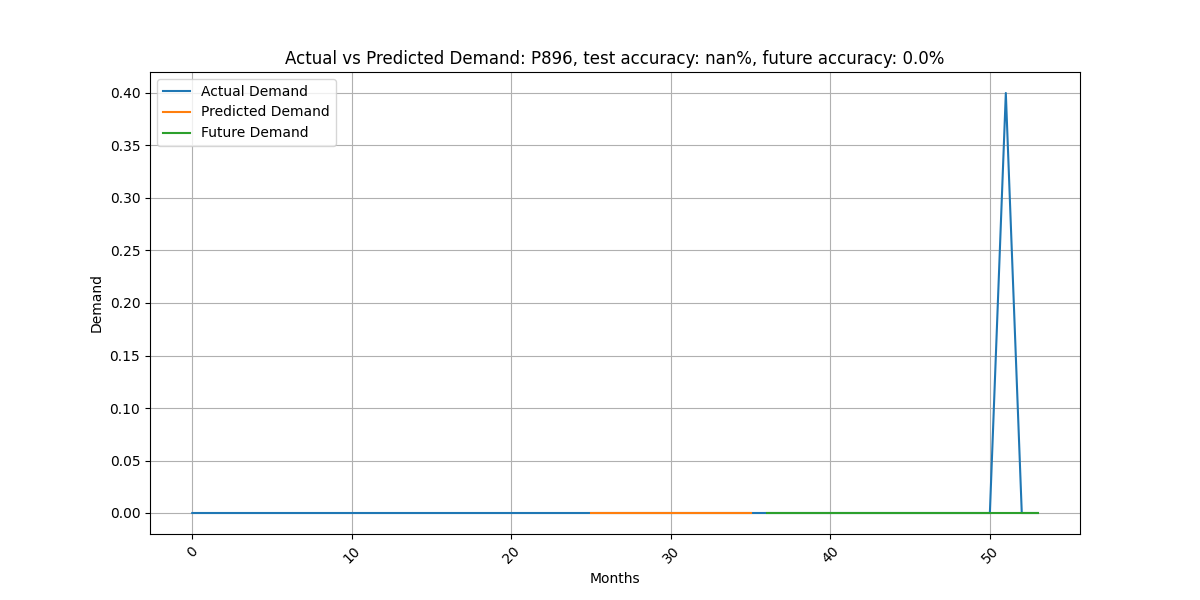 Actual vs Predicted Demand: P896, test accuracy: nan%, future accuracy: 0.0%
Actual Demand
Predicted Demand
Future Demand
0.40
0.35
0.30
0.25
0.20
0.15
0.10
0.05
0.00
Demand
0 10 20 30 40 50
Months